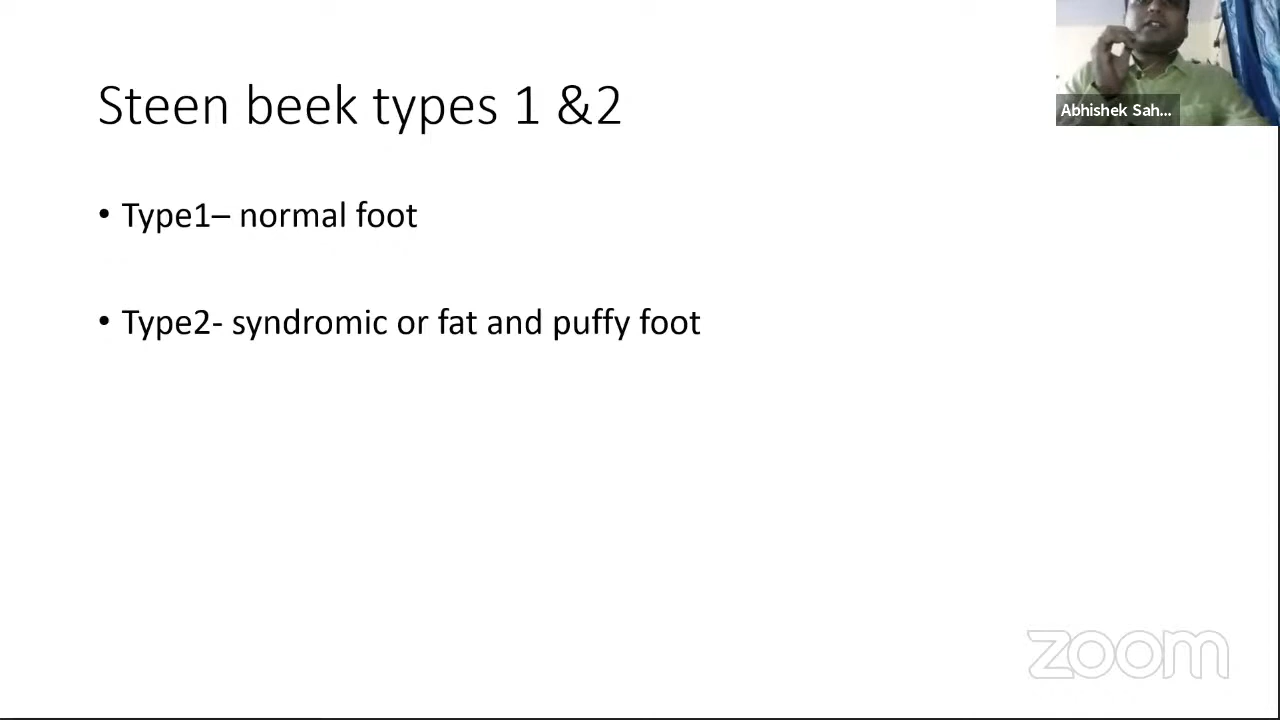 Steen beek types 1 &2
Abhishek Sah...
• Type1– normal foot
• Type2- syndromic or fat and puffy foot
zoom